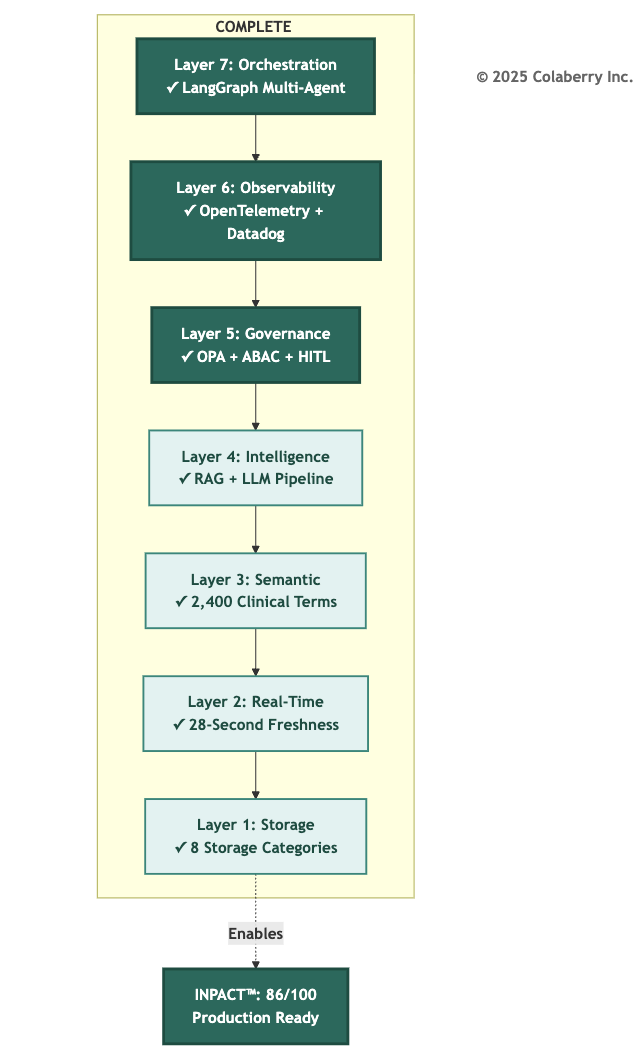 COMPLETE
Layer 7: Orchestration
✓ LangGraph Multi-Agent
© 2025 Colaberry Inc.
Layer 6: Observability
✓ OpenTelemetry +
Datadog
Layer 5: Governance
✓ OPA + ABAC + HITL
Layer 4: Intelligence
✓ RAG + LLM Pipeline
Layer 3: Semantic
✓ 2,400 Clinical Terms
Layer 2: Real-Time
✓ 28-Second Freshness
Layer 1: Storage
✓ 8 Storage Categories
Enables
INPACT™: 86/100
Production Ready